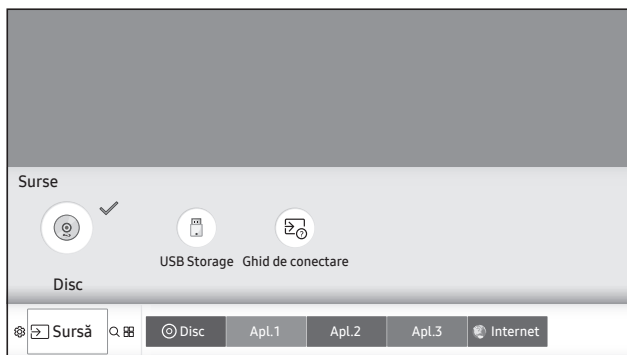 Surse
USB Storage Ghid de conectare
Disc
Sursă Disc Apl.1 Apl.2 Apl.3 Internet